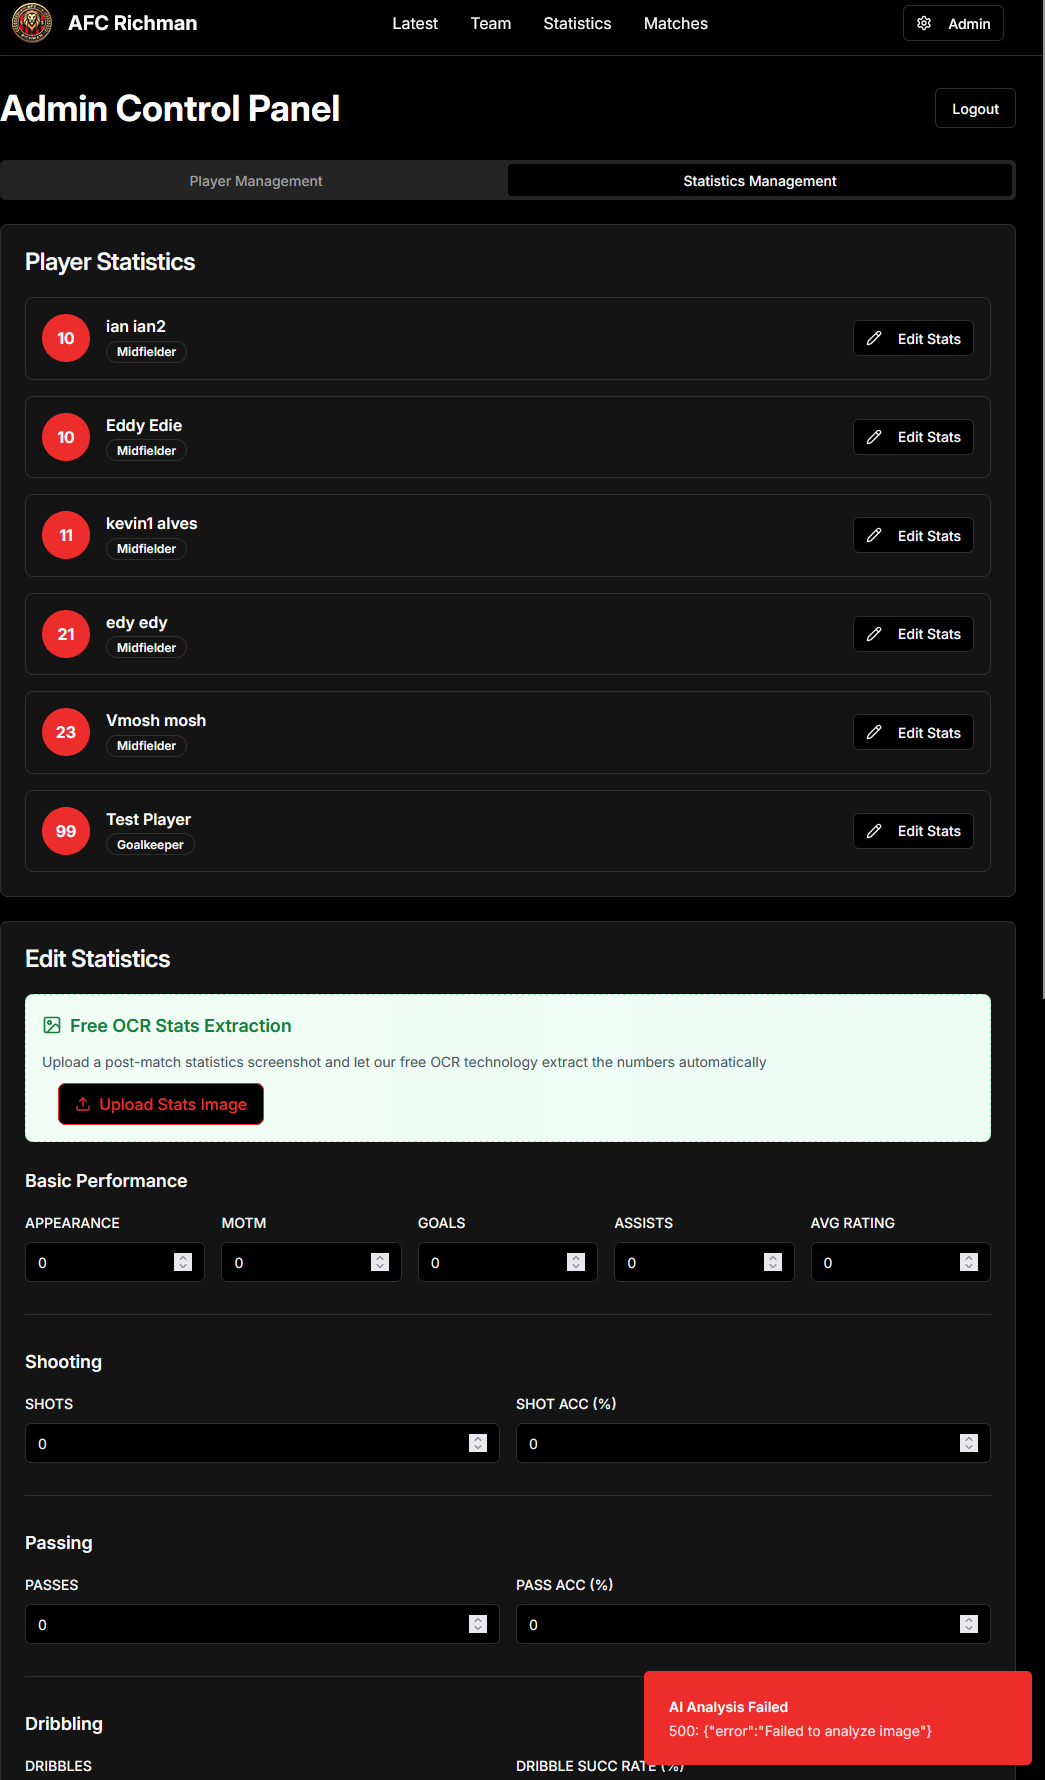 AFC Richman
Latest
Team
Statistics
Matches
Admin
Admin Control Panel
Logout
Player Management
Statistics Management
Player Statistics
10
ian ian2
Midfielder
Edit Stats
10
Eddy Edie
Midfielder
Edit Stats
11
kevin1 alves
Midfielder
Edit Stats
21
edy edy
Midfielder
Edit Stats
23
Vmosh mosh
Midfielder
Edit Stats
99
Test Player
Goalkeeper
Edit Stats
Edit Statistics
Free OCR Stats Extraction
Upload a post-match statistics screenshot and let our free OCR technology extract the numbers automatically
Upload Stats Image
Basic Performance
APPEARANCE
MOTM
GOALS
ASSISTS
AVG RATING
0
0
0
0
0
Shooting
SHOTS
SHOT ACC (%)
0
0
Passing
PASSES
PASS ACC (%)
0
0
Dribbling
DRIBBLES
DRIBBLE SUCC RATE (%)
AI Analysis Failed
500: {"error":"Failed to analyze image"}